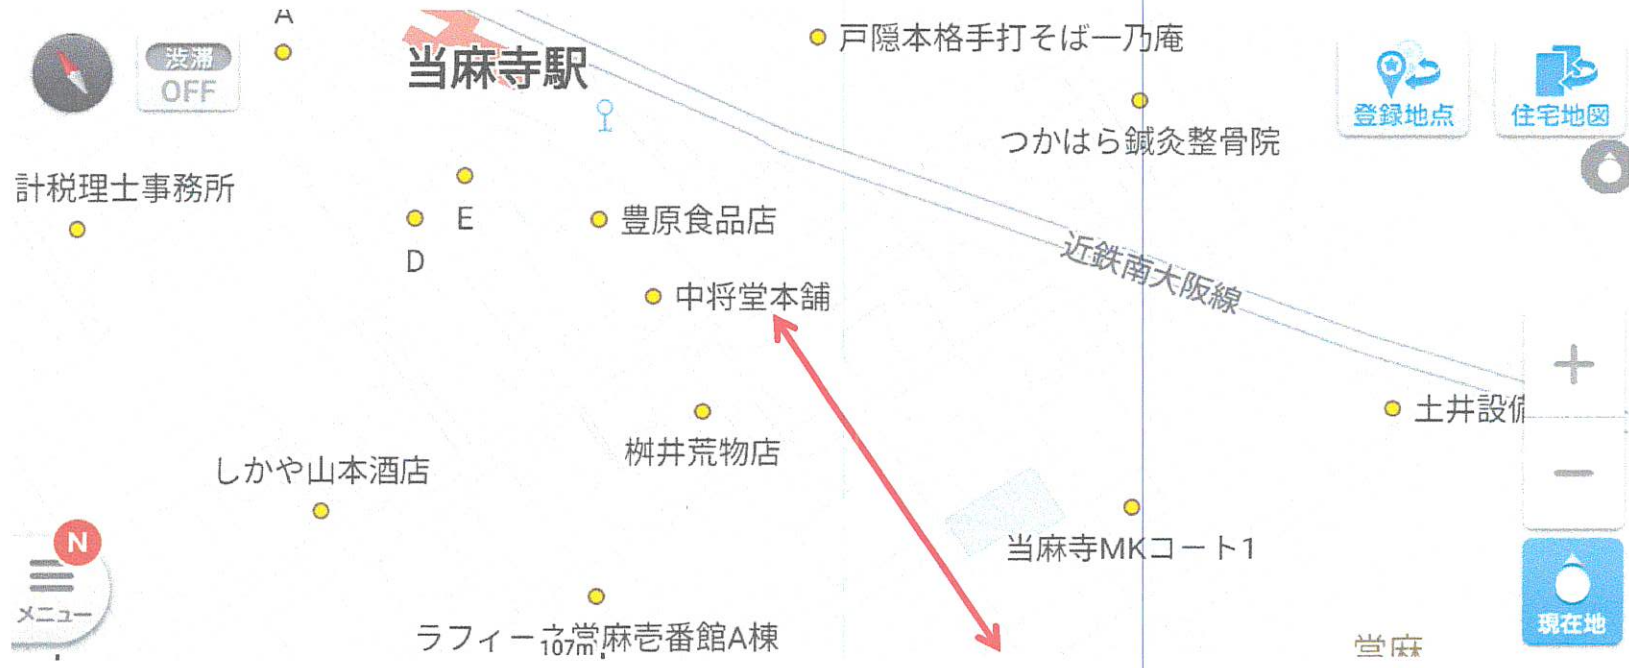 A
戸隠本格手打そば一乃庵
渋滞
OFF
当麻寺駅
登録地点
住宅地図
つかはら鍼灸整骨院
計税理士事務所
E
豊原食品店
D
近鉄南大阪線
中将堂本舗
土井設備
桝井荒物店
しかや山本酒店
N
当麻寺MKコート1
メニュー
ラフィーネ當麻壱番館A棟
107m
現在地
當麻